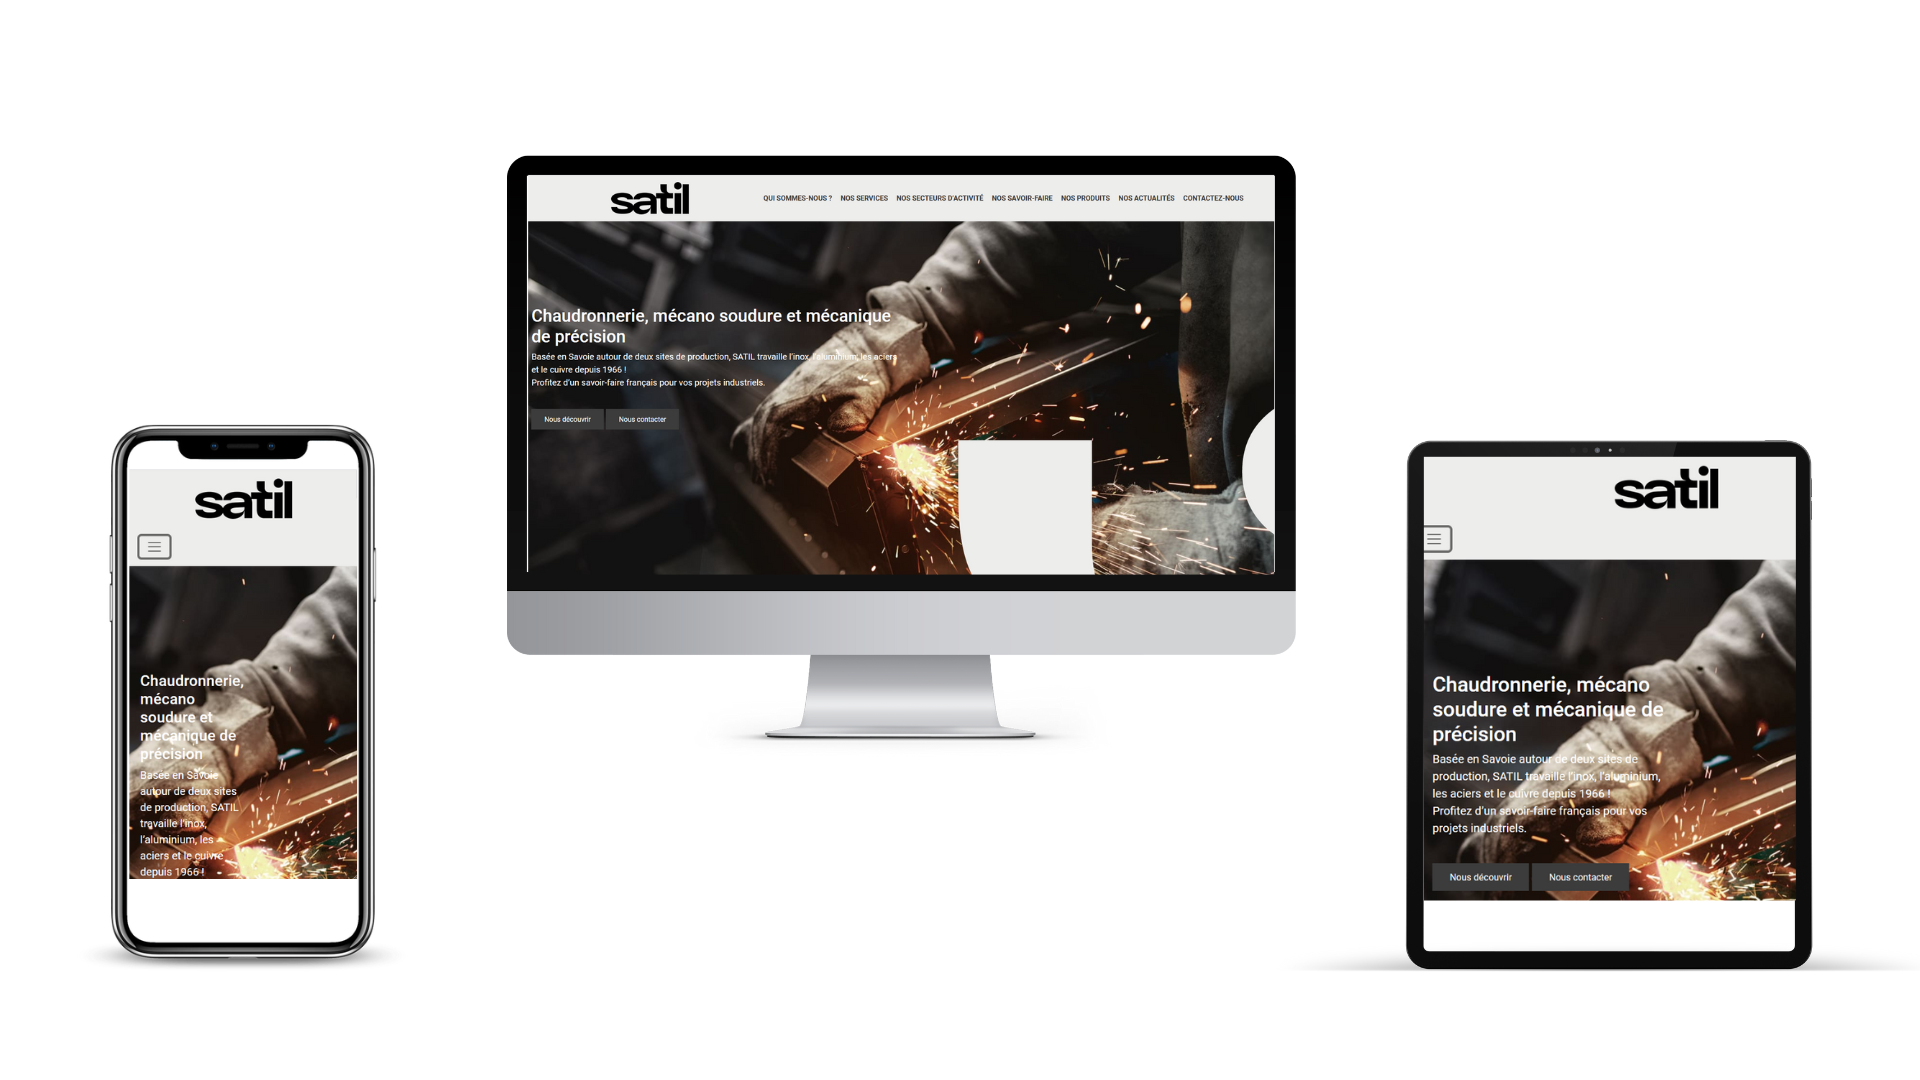 satil
QUI SOMMES-NOUS ? NOS SERVICES NOS SECTEURS D'ACTIVITÉ NOS SAVOIR-FAIRE NOS PRODUITS NOS ACTUALITÉS CONTACTEZ-NOUS
Chaudronnerie, mécano soudure et mécanique
de précision
Basée en Savoie autour de deux sites de production, SATIL travaille l'inox, l'aluminium, les aciers
et le cuivre depuis 1966 !
Profitez d'un savoir-faire français pour vos projets industriels.
Nous découvrir Nous contacter
satil
Chaudronnerie,
mécano
soudure et
mécanique de
précision
Basée en Savoie
autour de deux sites
de production, SATIL
travaille l'inox,
l'aluminium, les
aciers et le cuivre
depuis 1966 !
satil
Chaudronnerie, mécano
soudure et mécanique de
précision
Basée en Savoie autour de deux sites de
production, SATIL travaille l'inox, l'aluminium,
les aciers et le cuivre depuis 1966 !
Profitez d'un savoir-faire français pour vos
projets industriels.
Nous découvrir Nous contacter